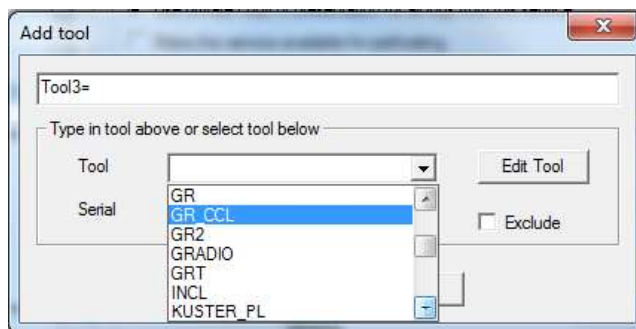 Add tool
Tool3=
Type in tool above or select tool below
Tool
Edit Tool
Serial
GR
GR_CCL
GR2
GRADIO
GRT
INCL
KUSTER_PL
Exclude